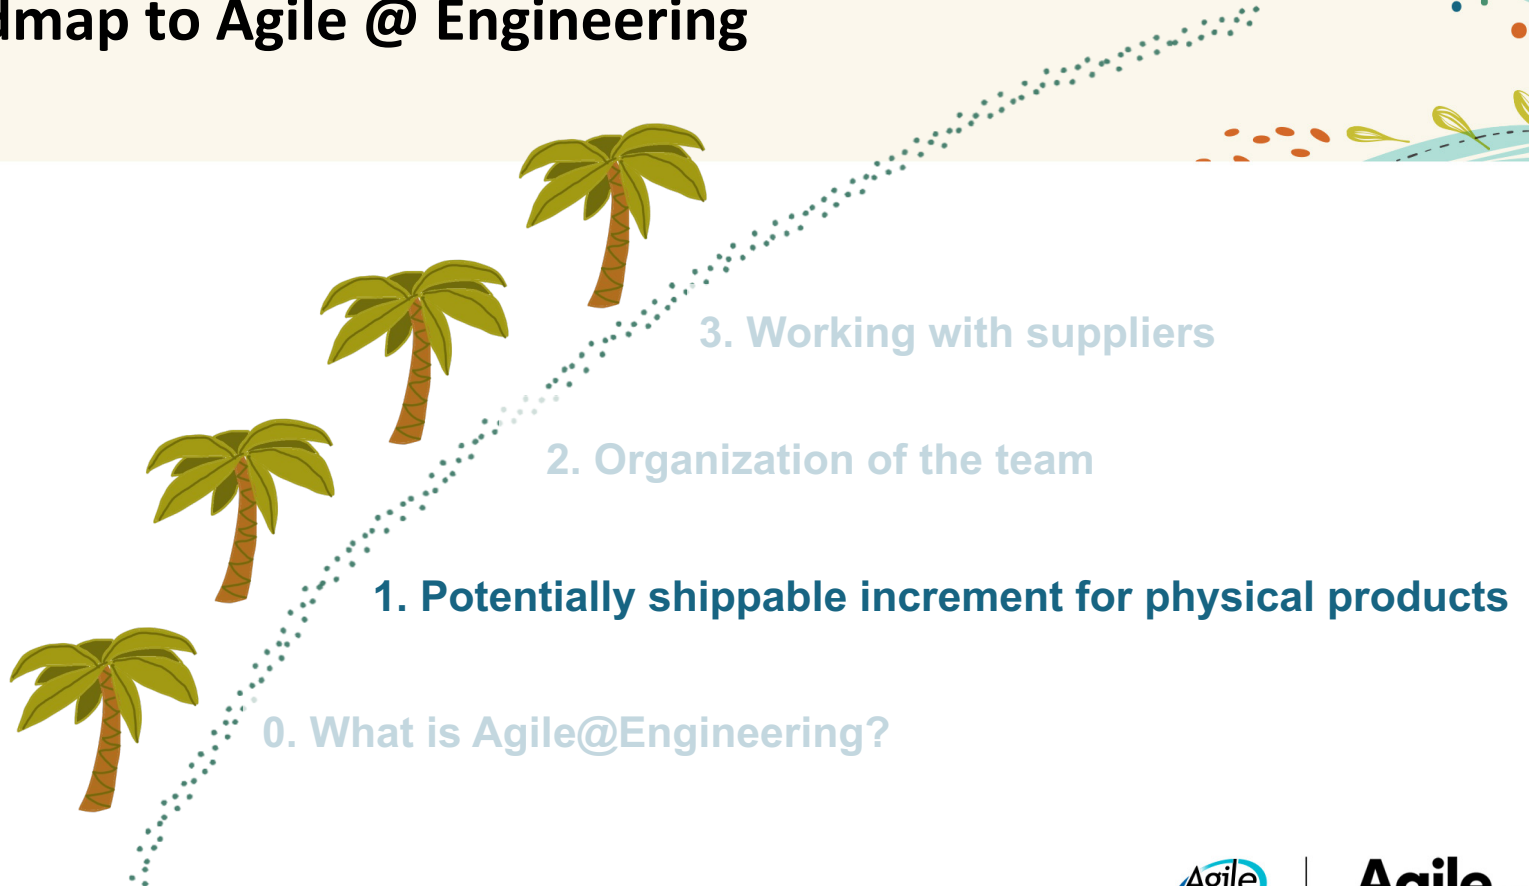 dmap to Agile @ Engineering
3. Working with suppliers
2. Organization of the team
1. Potentially shippable increment for physical products
0. What is Agile@Engineering?
Agile
Agile